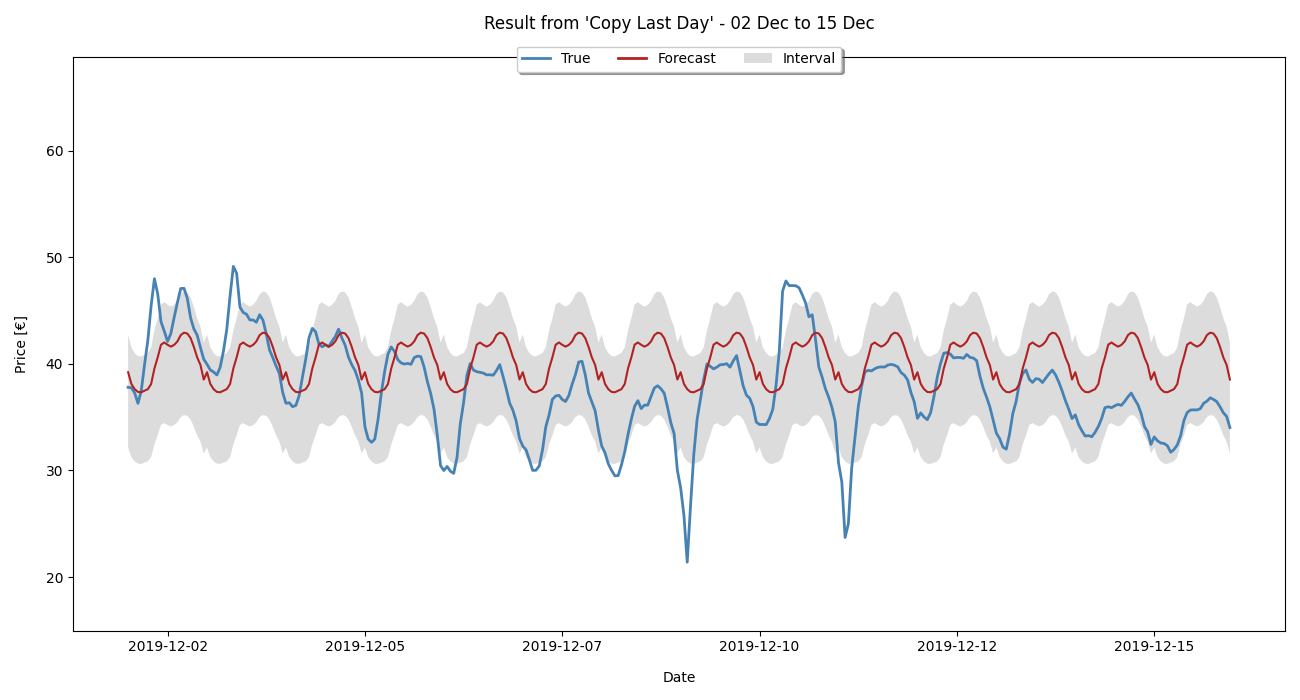 Result from 'Copy Last Day' - 02 Dec to 15 Dec
True Forecast Interval
Price [€]
60
50
40
30
20
2019-12-02 2019-12-05 2019-12-07 2019-12-10 2019-12-12 2019-12-15
Date